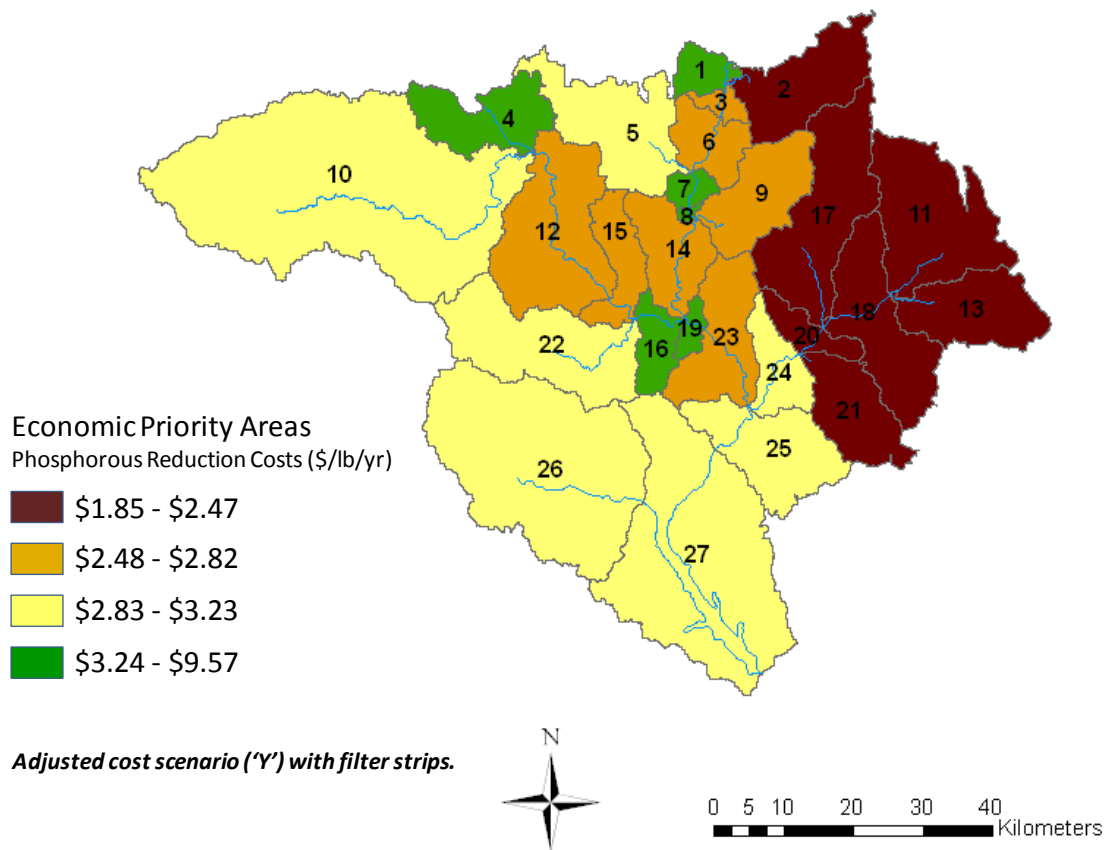 1
2
3
4
5
6
7
8
9
10
11
12
13
14
15
16
17
18
19
20
21
22
23
24
25
26
27
Economic Priority Areas
Phosphorous Reduction Costs ($/lb/yr)
$1.85 - $2.47
$2.48 - $2.82
$2.83 - $3.23
$3.24 - $9.57
Adjusted cost scenario (‘Y’) with filter strips.
N
0 5 10 20 30 40
Kilometers